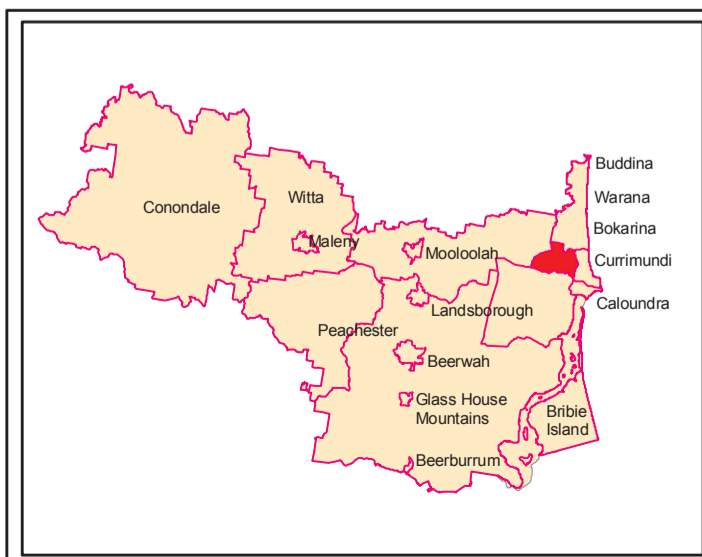 Buddina
Witta
Warana
Conondale
Bokarina
Maleny
Mooloolah
Currimundi
Landsborough
Caloundra
Peachester
Beerwah
Glass House
Mountains
Bribie
Island
Beerburrum